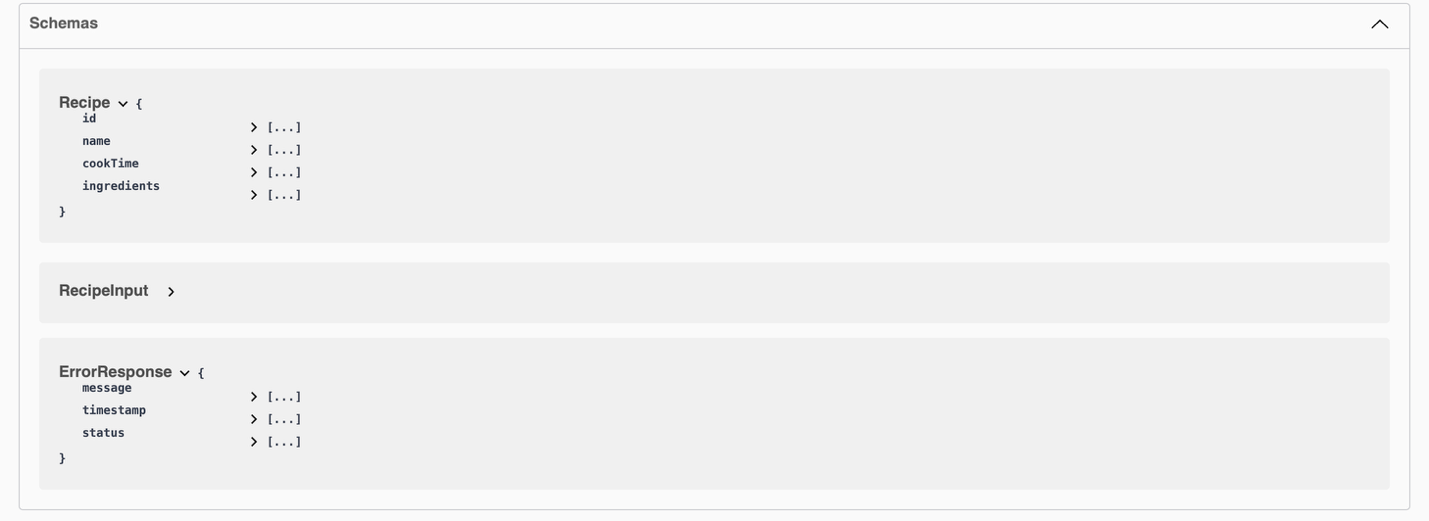 Schemas
Recipe {
id [...]
name [...]
cookTime [...]
ingredients [...]
}
RecipeInput
ErrorResponse {
message [...]
timestamp [...]
status [...]
}